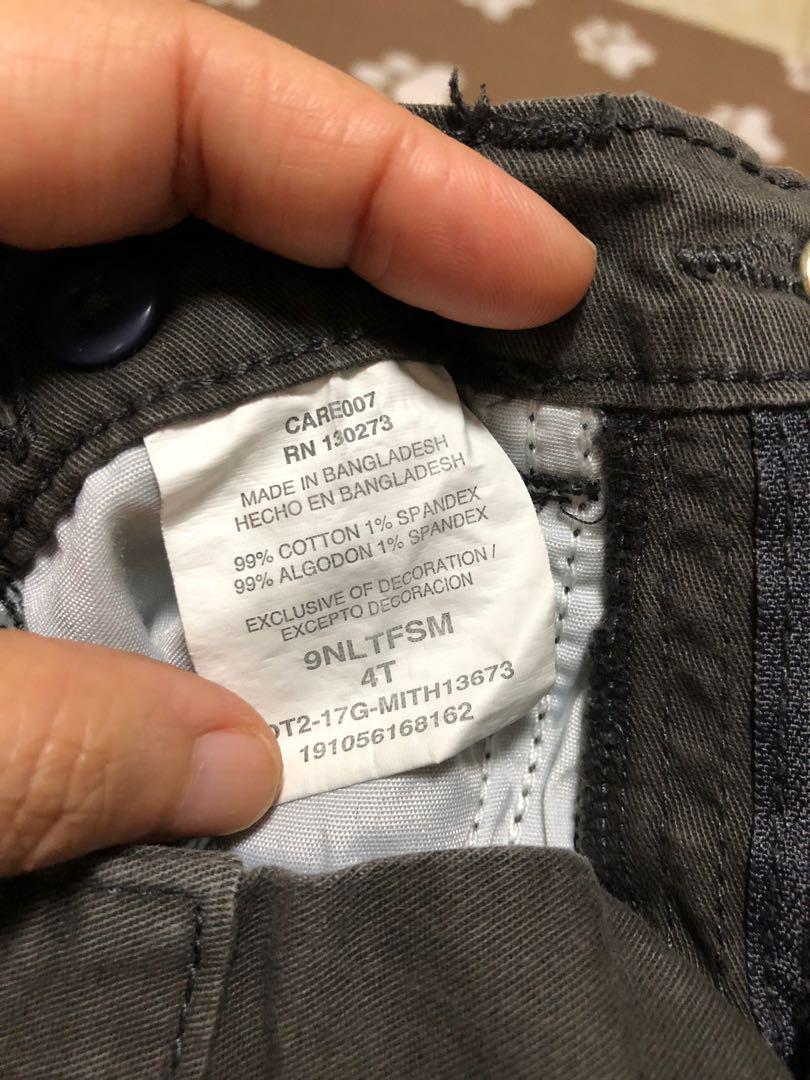 CARE007
RN 130273
MADE IN BANGLADESH
HECHO EN BANGLADESH
99% COTTON 1% SPANDEX
99% ALGODON 1% SPANDEX
EXCLUSIVE OF DECORATION /
EXCEPTO DECORACION
9NLTFSM
4T
DT2-17G-MITH13673
191056168162